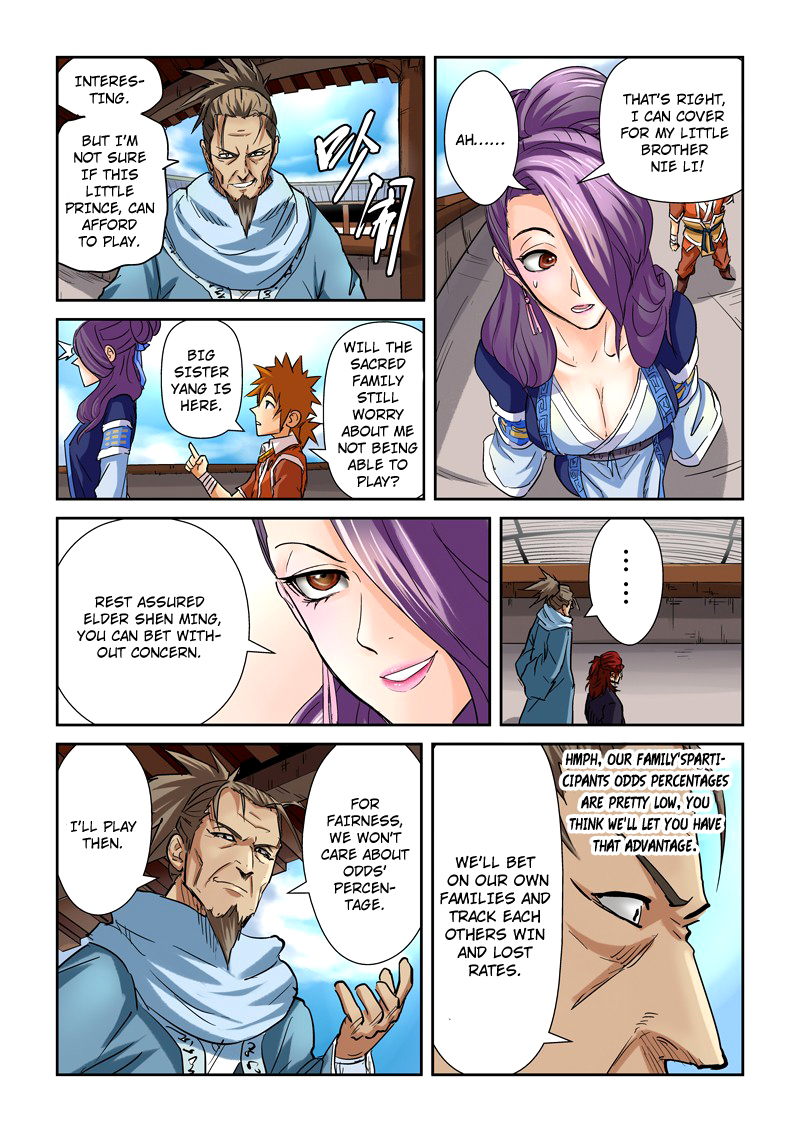 INTERES-
TING.
BUT I'M
NOT SURE
IF THIS
LITTLE
PRINCE, CAN
AFFORD
TO PLAY.
吵
闹
THAT'S RIGHT,
I CAN COVER
FOR MY LITTLE
BROTHER
NIE LI!
AH......
BIG
SISTER
YANG IS
HERE.
WILL THE
SACRED
FAMILY
STILL
WORRY
ABOUT ME
NOT BEING
ABLE TO
PLAY?
REST ASSURED
ELDER SHEN MING,
YOU CAN BET WITH-
OUT CONCERN.
......
I'LL PLAY
THEN.
FOR
FAIRNESS,
WE WON'T
CARE ABOUT
ODDS'
PERCEN-
TAGE.
HMPH, OUR FAMILY'SPARTI-
CIPANTS ODDS PERCENTAGES
ARE PRETTY LOW, YOU
THINK WE'LL LET YOU HAVE
THAT ADVANTAGE.
WE'LL BET
ON OUR OWN
FAMILIES AND
TRACK EACH
OTHERS WIN
AND LOST
RATES.